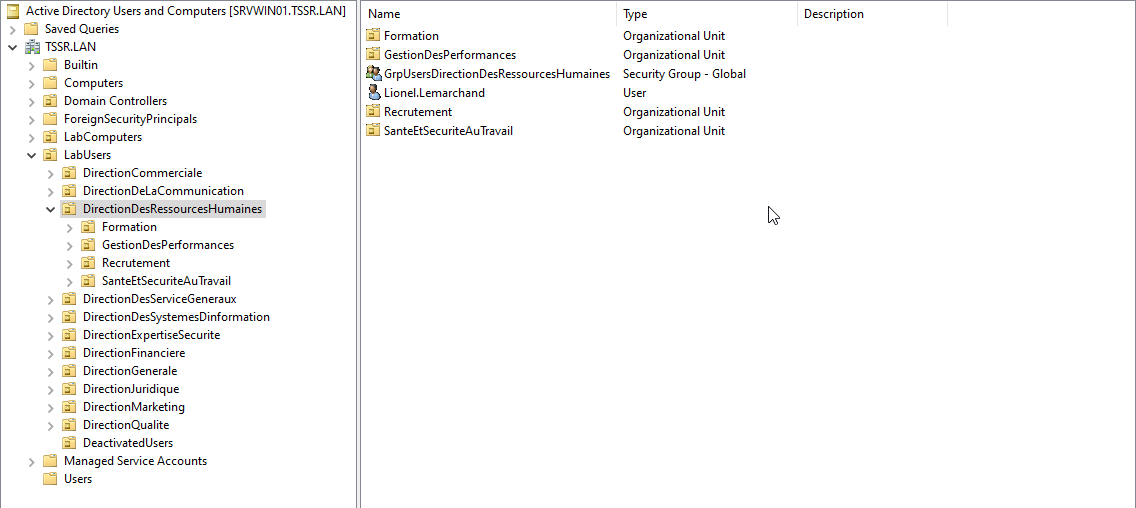 Active Directory Users and Computers [SRVWIN01.TSSR.LAN]
Saved Queries
TSSR.LAN
Builtin
Computers
Domain Controllers
ForeignSecurityPrincipals
LabComputers
LabUsers
DirectionCommerciale
DirectionDeLaCommunication
DirectionDesRessourcesHumaines
Formation
GestionDesPerformances
Recrutement
SanteEtSecuriteAuTravail
DirectionDesServiceGeneraux
DirectionDesSystemesDinformation
DirectionExpertiseSecurite
DirectionFinanciere
DirectionGenerale
DirectionJuridique
DirectionMarketing
DirectionQualite
DeactivatedUsers
Managed Service Accounts
Users
Name Type Description
Formation Organizational Unit
GestionDesPerformances Organizational Unit
GrpUsersDirectionDesRessourcesHumaines Security Group - Global
Lionel.Lemarchand User
Recrutement Organizational Unit
SanteEtSecuriteAuTravail Organizational Unit